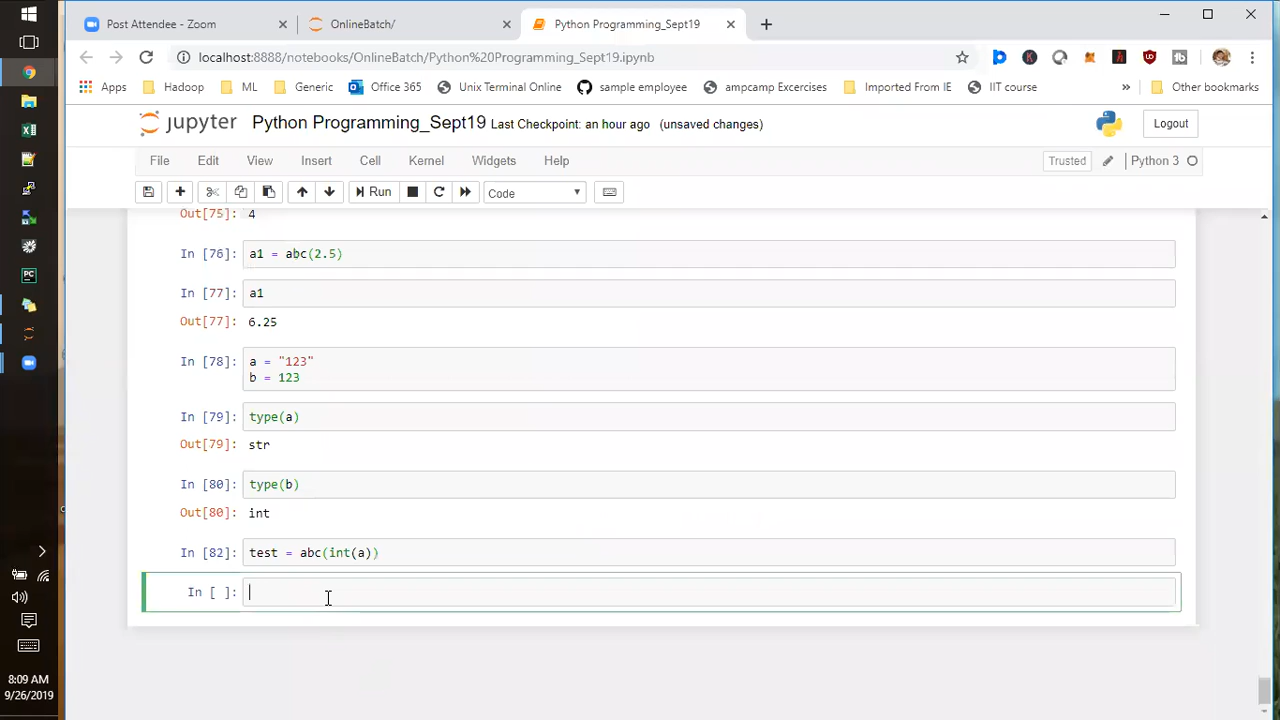 Post Attendee - Zoom
OnlineBatch/
Python Programming_Sept19
localhost:8888/notebooks/OnlineBatch/Python%20Programming_Sept19.ipynb
Apps
Hadoop
ML
Generic
Office 365
Unix Terminal Online
sample employee
ampcamp Excercises
Imported From IE
IIT course
»
Other bookmarks
jupyter
Python Programming_Sept19 Last Checkpoint: an hour ago (unsaved changes)
Logout
File
Edit
View
Insert
Cell
Kernel
Widgets
Help
Trusted
Python 3
Run
Code
Out[75]: 4
In [76]: a1 = abc(2.5)
In [77]: a1
Out[77]: 6.25
In [78]: a = "123"
b = 123
In [79]: type(a)
Out[79]: str
In [80]: type(b)
Out[80]: int
In [82]: test = abc(int(a))
In [ ]:
8:09 AM
9/26/2019